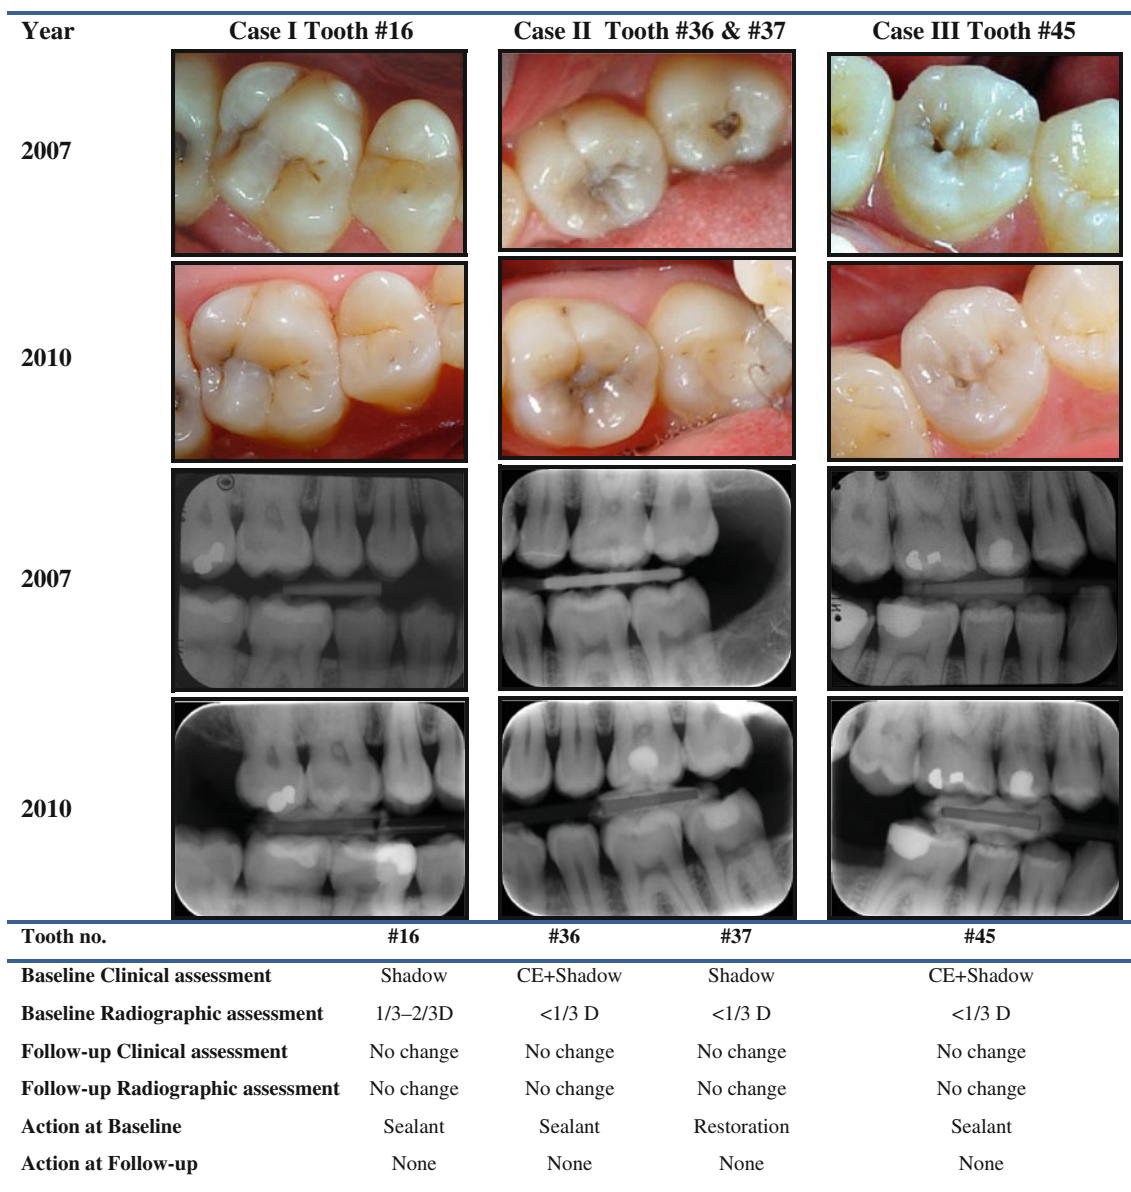 Year Case I Tooth #16 Case II Tooth #36 & #37 Case III Tooth #45
2007
2010
2007
2010
Tooth no. #16 #36 #37 #45
Baseline Clinical assessment Shadow CE+Shadow Shadow CE+Shadow
Baseline Radiographic assessment 1/3–2/3D <1/3 D <1/3 D <1/3 D
Follow-up Clinical assessment No change No change No change No change
Follow-up Radiographic assessment No change No change No change No change
Action at Baseline Sealant Sealant Restoration Sealant
Action at Follow-up None None None None